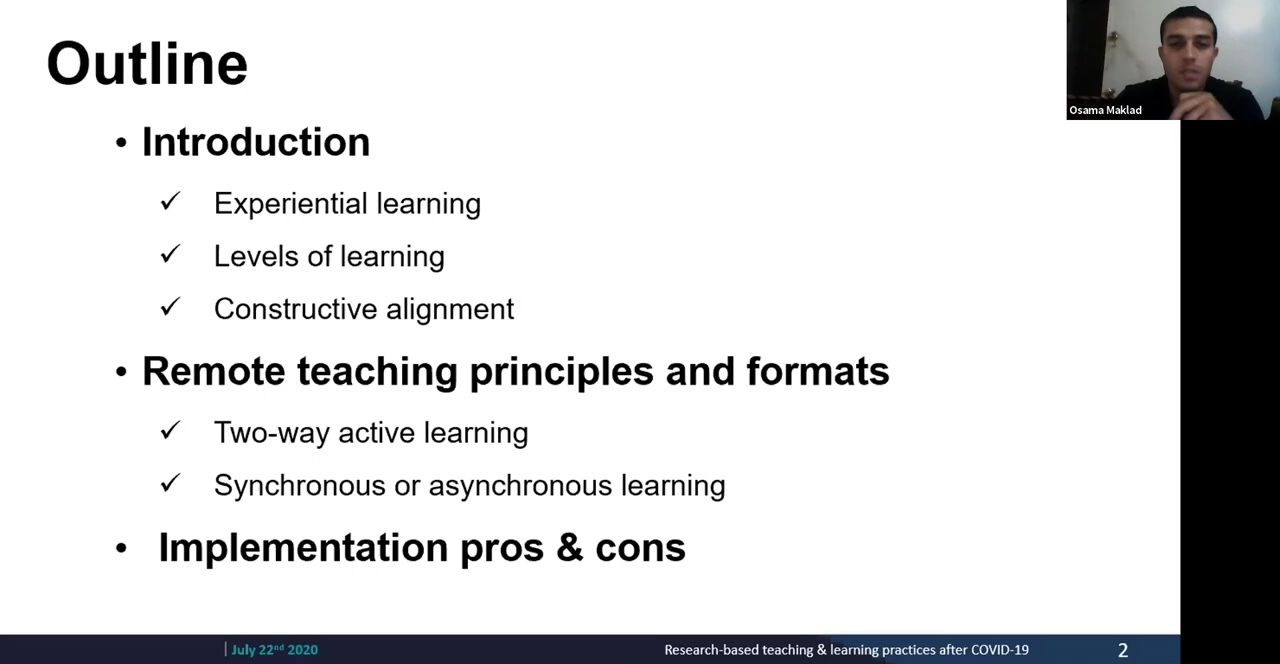 Outline
Osama Maklad
• Introduction
✓ Experiential learning
✓ Levels of learning
✓ Constructive alignment
• Remote teaching principles and formats
✓ Two-way active learning
✓ Synchronous or asynchronous learning
• Implementation pros & cons
| July 22nd 2020 Research-based teaching & learning practices after COVID-19 2